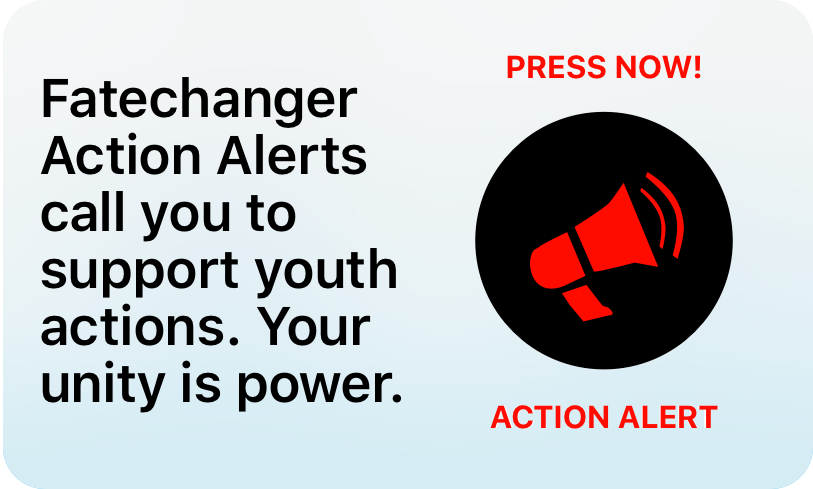 Fatechanger
Action Alerts
call you to
support youth
actions. Your
unity is power.
PRESS NOW!
ACTION ALERT